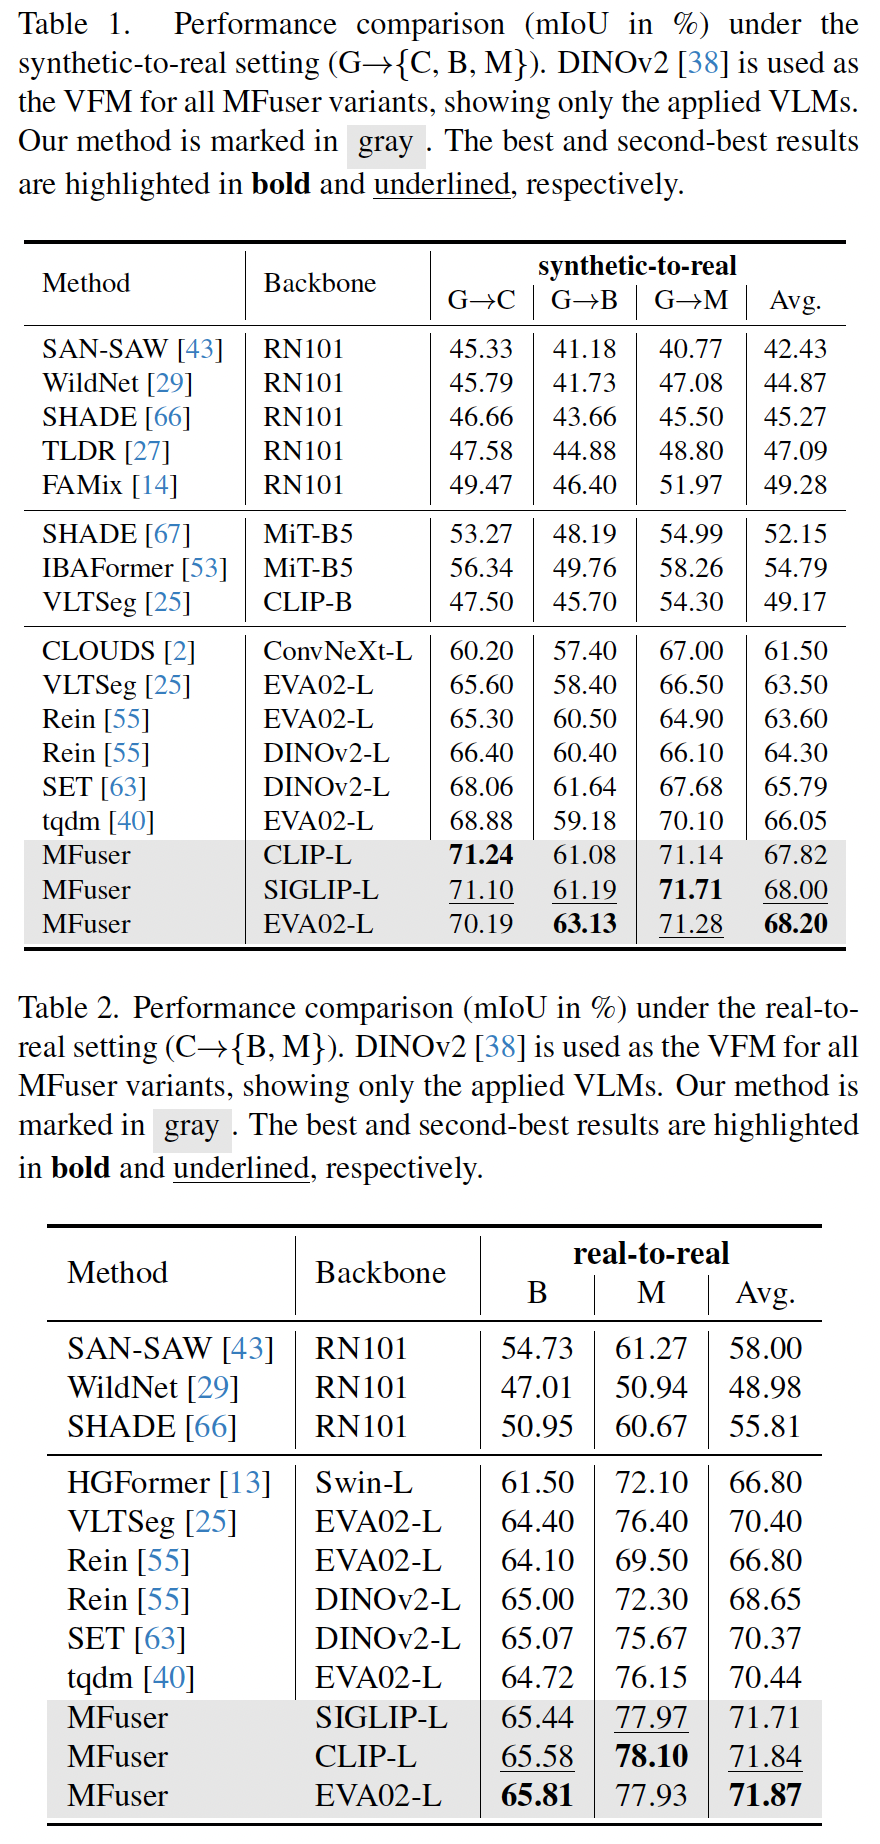 Table 1. Performance comparison (mIoU in %) under the
synthetic-to-real setting (G→{C, B, M}). DINOv2 [38] is used as
the VFM for all MFuser variants, showing only the applied VLMs.
Our method is marked in gray . The best and second-best results
are highlighted in bold and underlined, respectively.
Method Backbone synthetic-to-real
G→C G→B G→M Avg.
SAN-SAW [43] RN101 45.33 41.18 40.77 42.43
WildNet [29] RN101 45.79 41.73 47.08 44.87
SHADE [66] RN101 46.66 43.66 45.50 45.27
TLDR [27] RN101 47.58 44.88 48.80 47.09
FAMix [14] RN101 49.47 46.40 51.97 49.28
SHADE [67] MiT-B5 53.27 48.19 54.99 52.15
IBAFormer [53] MiT-B5 56.34 49.76 58.26 54.79
VLTSeg [25] CLIP-B 47.50 45.70 54.30 49.17
CLOUDS [2] ConvNeXt-L 60.20 57.40 67.00 61.50
VLTSeg [25] EVA02-L 65.60 58.40 66.50 63.50
Rein [55] EVA02-L 65.30 60.50 64.90 63.60
Rein [55] DINOv2-L 66.40 60.40 66.10 64.30
SET [63] DINOv2-L 68.06 61.64 67.68 65.79
tqdm [40] EVA02-L 68.88 59.18 70.10 66.05
MFuser CLIP-L 71.24 61.08 71.14 67.82
MFuser SIGLIP-L 71.10 61.19 71.71 68.00
MFuser EVA02-L 70.19 63.13 71.28 68.20
Table 2. Performance comparison (mIoU in %) under the real-to-
real setting (C→{B, M}). DINOv2 [38] is used as the VFM for all
MFuser variants, showing only the applied VLMs. Our method is
marked in gray . The best and second-best results are highlighted
in bold and underlined, respectively.
Method Backbone real-to-real
B M Avg.
SAN-SAW [43] RN101 54.73 61.27 58.00
WildNet [29] RN101 47.01 50.94 48.98
SHADE [66] RN101 50.95 60.67 55.81
HGFormer [13] Swin-L 61.50 72.10 66.80
VLTSeg [25] EVA02-L 64.40 76.40 70.40
Rein [55] EVA02-L 64.10 69.50 66.80
Rein [55] DINOv2-L 65.00 72.30 68.65
SET [63] DINOv2-L 65.07 75.67 70.37
tqdm [40] EVA02-L 64.72 76.15 70.44
MFuser SIGLIP-L 65.44 77.97 71.71
MFuser CLIP-L 65.58 78.10 71.84
MFuser EVA02-L 65.81 77.93 71.87